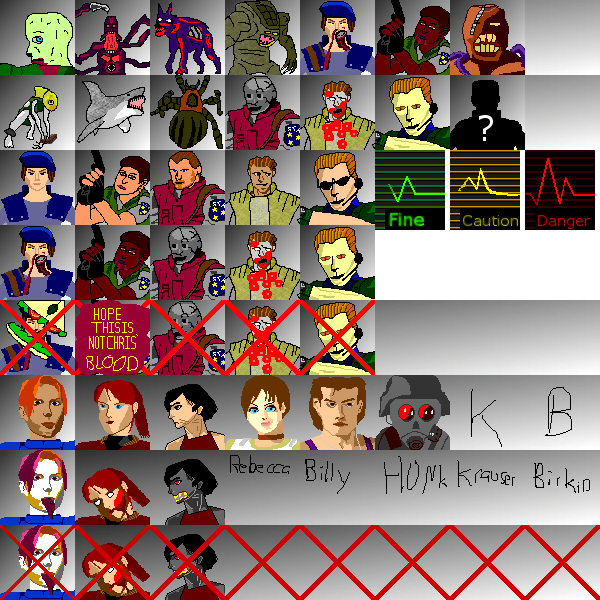 ?
Fine
Caution
Danger
HOPE
THIS IS
NOT CHRIS'
BLOOD
K
B
Rebecca
Billy
HUNk
Krauser
Birkin